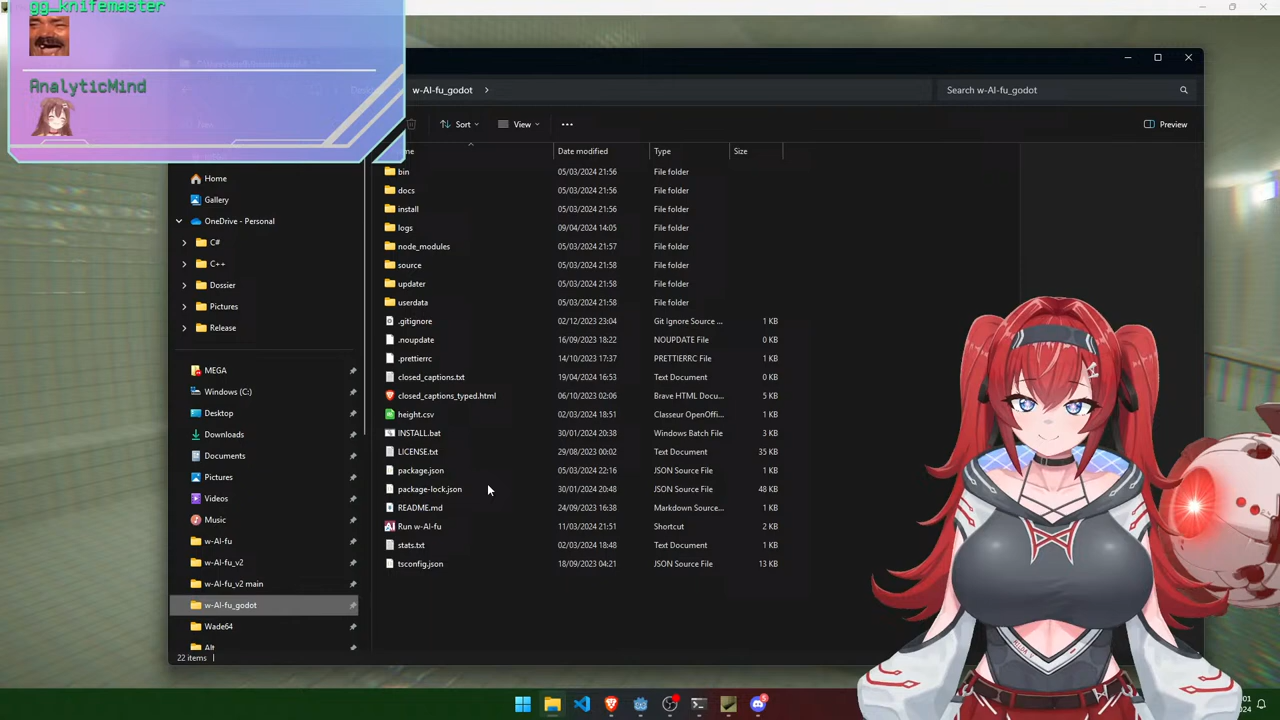 gg_knifemaster
AnalyticMind
w-AI-fu_godot
Search w-AI-fu_godot
Sort
View
Preview
Date modified
Type
Size
Home
Gallery
OneDrive - Personal
C#
C++
Dossier
Pictures
Release
MEGA
Windows (C:)
Desktop
Downloads
Documents
Pictures
Videos
Music
w-AI-fu
w-AI-fu_v2
w-AI-fu_v2 main
w-AI-fu_godot
Wade64
Alt
bin 05/03/2024 21:56 File folder
docs 05/03/2024 21:56 File folder
install 05/03/2024 21:56 File folder
logs 09/04/2024 14:05 File folder
node_modules 05/03/2024 21:57 File folder
source 05/03/2024 21:58 File folder
updater 05/03/2024 21:58 File folder
userdata 05/03/2024 21:58 File folder
.gitignore 02/12/2023 23:04 Git Ignore Source ... 1 KB
.noupdate 16/09/2023 18:22 NOUPDATE File 0 KB
.prettierrc 14/10/2023 17:37 PRETTIERRC File 1 KB
closed_captions.txt 19/04/2024 16:53 Text Document 0 KB
closed_captions_typed.html 06/10/2023 02:06 Brave HTML Docu... 5 KB
height.csv 02/03/2024 18:51 Classeur OpenOffi... 1 KB
INSTALL.bat 30/01/2024 20:38 Windows Batch File 3 KB
LICENSE.txt 29/08/2023 00:02 Text Document 35 KB
package.json 05/03/2024 22:16 JSON Source File 1 KB
package-lock.json 30/01/2024 20:48 JSON Source File 48 KB
README.md 24/09/2023 16:38 Markdown Source... 1 KB
Run w-AI-fu 11/03/2024 21:51 Shortcut 2 KB
stats.txt 02/03/2024 18:48 Text Document 1 KB
tsconfig.json 18/09/2023 04:21 JSON Source File 13 KB
22 items